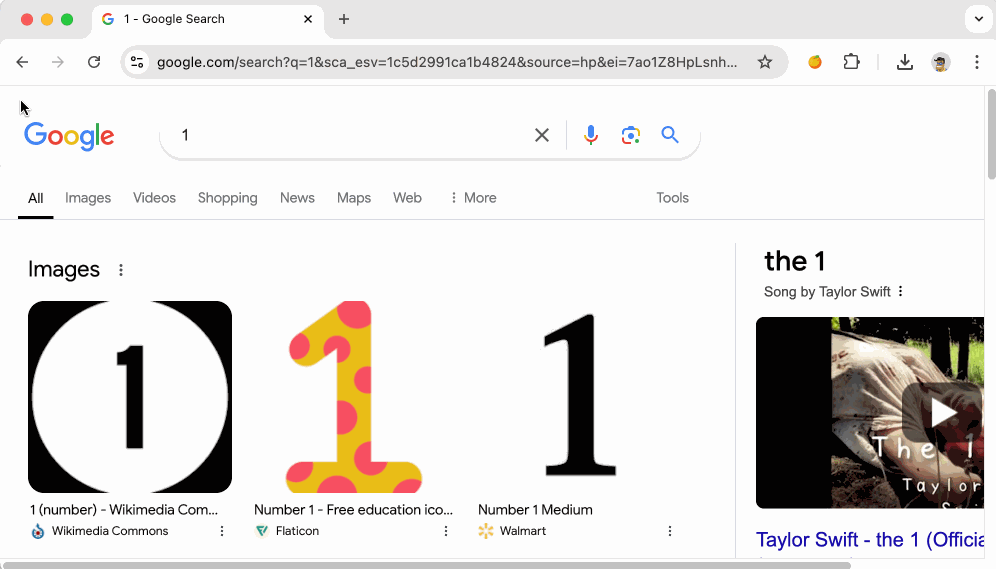 1 - Google Search
google.com/search?q=1&sca_esv=1c5d2991ca1b4824&source=hp&ei=7ao1Z8HpLsnh...
Google
1
All Images Videos Shopping News Maps Web More Tools
Images
the 1
Song by Taylor Swift
1
1
1
The 1
Taylor
1 (number) - Wikimedia Com...
Number 1 - Free education ico...
Number 1 Medium
Wikimedia Commons
Flaticon
Walmart
Taylor Swift - the 1 (Officia